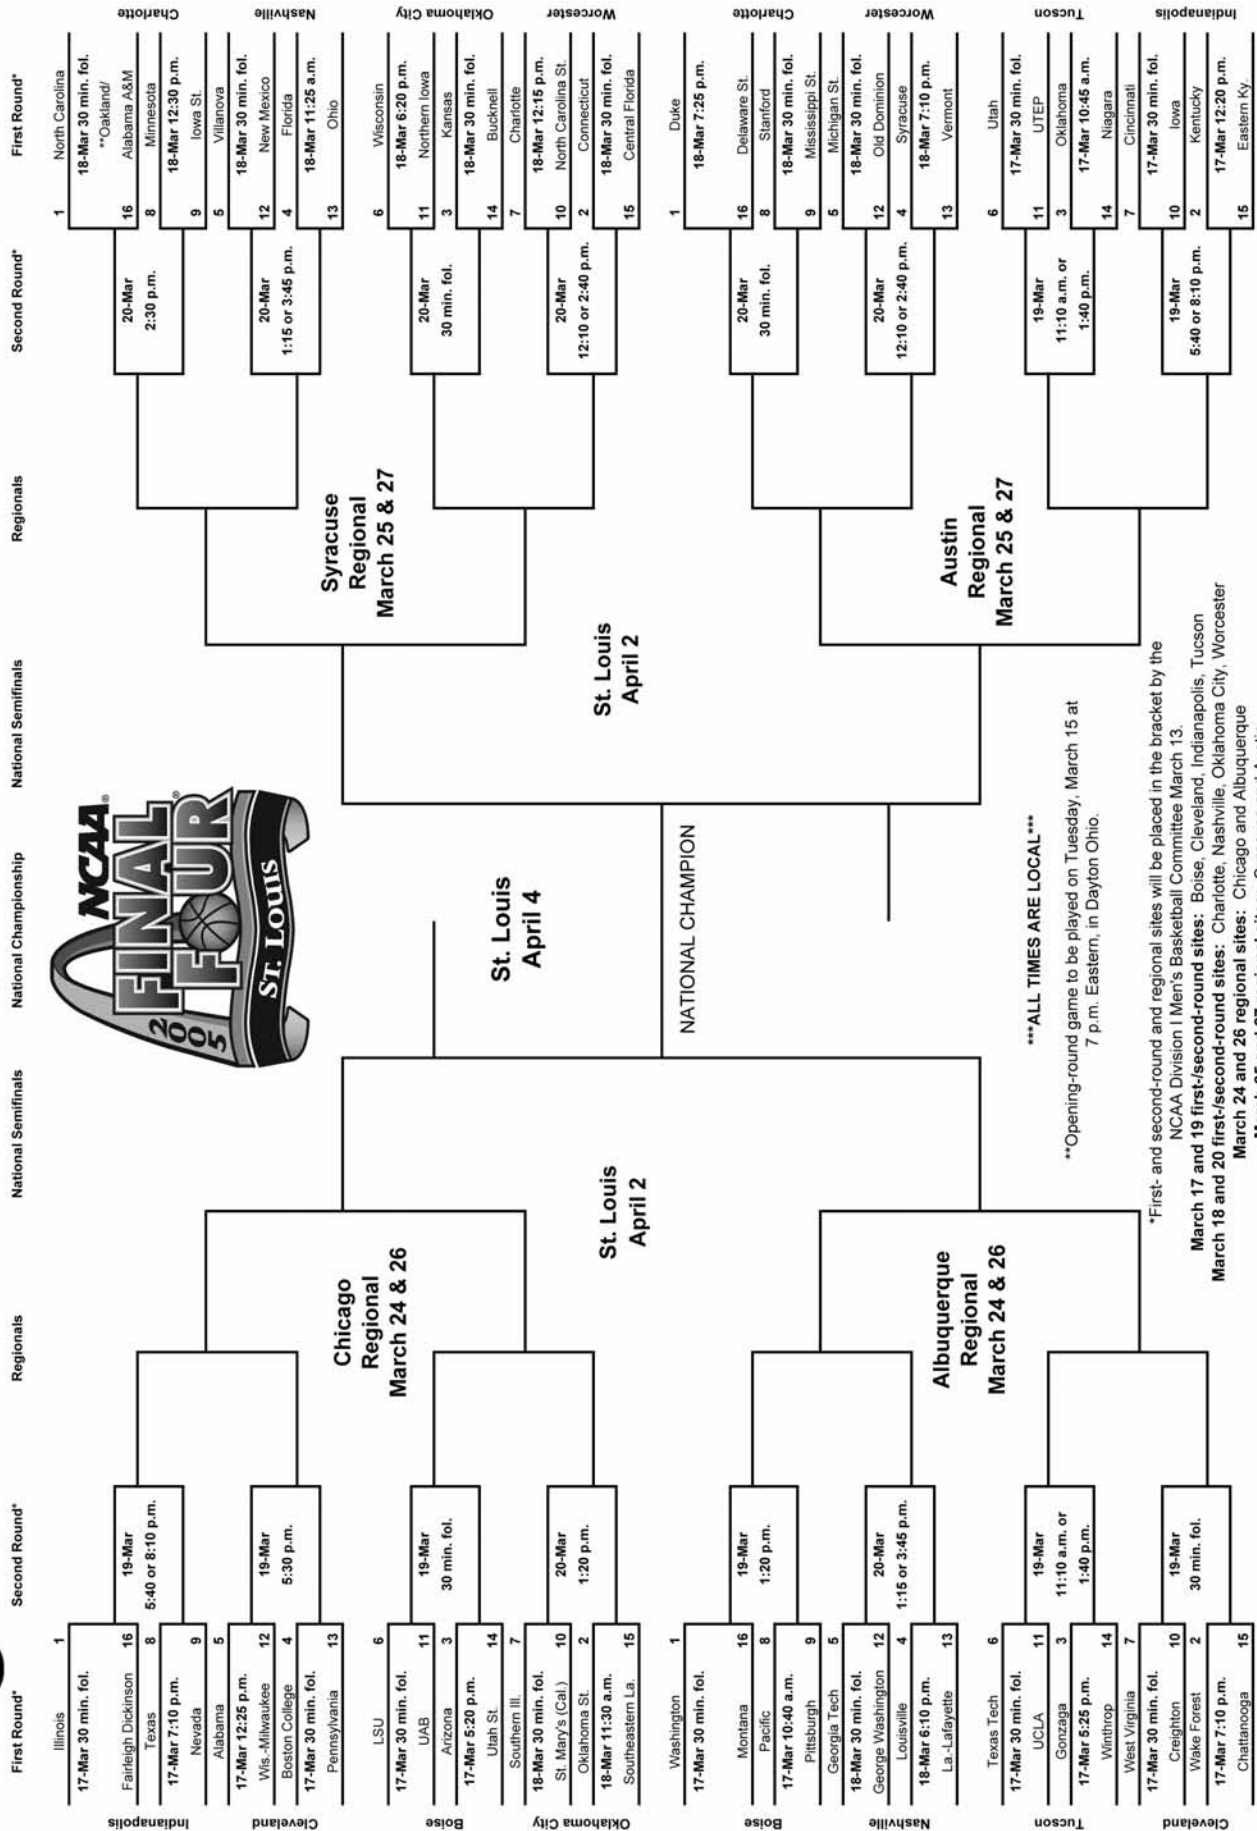 First Round*
Second Round*
Regionals
National Semifinals
National Championship
National Semifinals
Regionals
Second Round*
First Round*
NCAA®
FINAL
FOUR®
2005
ST. LOUIS
Indianapolis
Illinois 1
17-Mar 30 min. fol.
Fairleigh Dickinson 16
Texas 8
17-Mar 7:10 p.m.
Nevada 9
19-Mar
5:40 or 8:10 p.m.
Cleveland
Alabama 5
17-Mar 12:25 p.m.
Wis.-Milwaukee 12
Boston College 4
17-Mar 30 min. fol.
Pennsylvania 13
19-Mar
5:30 p.m.
Chicago
Regional
March 24 & 26
Boise
LSU 6
17-Mar 30 min. fol.
UAB 11
Arizona 3
17-Mar 5:20 p.m.
Utah St. 14
19-Mar
30 min. fol.
Oklahoma City
Southern Ill. 7
18-Mar 30 min. fol.
St. Mary's (Cal.) 10
Oklahoma St. 2
18-Mar 11:30 a.m.
Southeastern La. 15
20-Mar
1:20 p.m.
St. Louis
April 2
Boise
Washington 1
17-Mar 30 min. fol.
Montana 16
Pacific 8
17-Mar 10:40 a.m.
Pittsburgh 9
19-Mar
1:20 p.m.
Nashville
Georgia Tech 5
18-Mar 30 min. fol.
George Washington 12
Louisville 4
18-Mar 6:10 p.m.
La.-Lafayette 13
20-Mar
1:15 or 3:45 p.m.
Albuquerque
Regional
March 24 & 26
Tucson
Texas Tech 6
17-Mar 30 min. fol.
UCLA 11
Gonzaga 3
17-Mar 5:25 p.m.
Winthrop 14
19-Mar
11:10 a.m. or
1:40 p.m.
Cleveland
West Virginia 7
17-Mar 30 min. fol.
Creighton 10
Wake Forest 2
17-Mar 7:10 p.m.
Chattanooga 15
19-Mar
30 min. fol.
St. Louis
April 4
NATIONAL CHAMPION
Charlotte
1 North Carolina
18-Mar 30 min. fol.
**Oakland/
16 Alabama A&M
8 Minnesota
18-Mar 12:30 p.m.
9 Iowa St.
20-Mar
2:30 p.m.
Nashville
5 Villanova
18-Mar 30 min. fol.
12 New Mexico
4 Florida
18-Mar 11:25 a.m.
13 Ohio
20-Mar
1:15 or 3:45 p.m.
Syracuse
Regional
March 25 & 27
Oklahoma City
6 Wisconsin
18-Mar 6:20 p.m.
11 Northern Iowa
3 Kansas
18-Mar 30 min. fol.
14 Bucknell
20-Mar
30 min. fol.
Worcester
7 Charlotte
18-Mar 12:15 p.m.
10 North Carolina St.
2 Connecticut
18-Mar 30 min. fol.
15 Central Florida
20-Mar
12:10 or 2:40 p.m.
St. Louis
April 2
Charlotte
1 Duke
18-Mar 7:25 p.m.
16 Delaware St.
8 Stanford
18-Mar 30 min. fol.
9 Mississippi St.
20-Mar
30 min. fol.
Worcester
5 Michigan St.
18-Mar 30 min. fol.
12 Old Dominion
4 Syracuse
18-Mar 7:10 p.m.
13 Vermont
20-Mar
12:10 or 2:40 p.m.
Austin
Regional
March 25 & 27
Tucson
6 Utah
17-Mar 30 min. fol.
11 UTEP
3 Oklahoma
17-Mar 10:45 a.m.
14 Niagara
19-Mar
11:10 a.m. or
1:40 p.m.
Indianapolis
7 Cincinnati
17-Mar 30 min. fol.
10 Iowa
2 Kentucky
17-Mar 12:20 p.m.
15 Eastern Ky.
19-Mar
5:40 or 8:10 p.m.
***ALL TIMES ARE LOCAL***
**Opening-round game to be played on Tuesday, March 15 at
7 p.m. Eastern, in Dayton Ohio.
*First- and second-round and regional sites will be placed in the bracket by the
NCAA Division I Men's Basketball Committee March 13.
March 17 and 19 first-/second-round sites: Boise, Cleveland, Indianapolis, Tucson
March 18 and 20 first-/second-round sites: Charlotte, Nashville, Oklahoma City, Worcester
March 24 and 26 regional sites: Chicago and Albuquerque